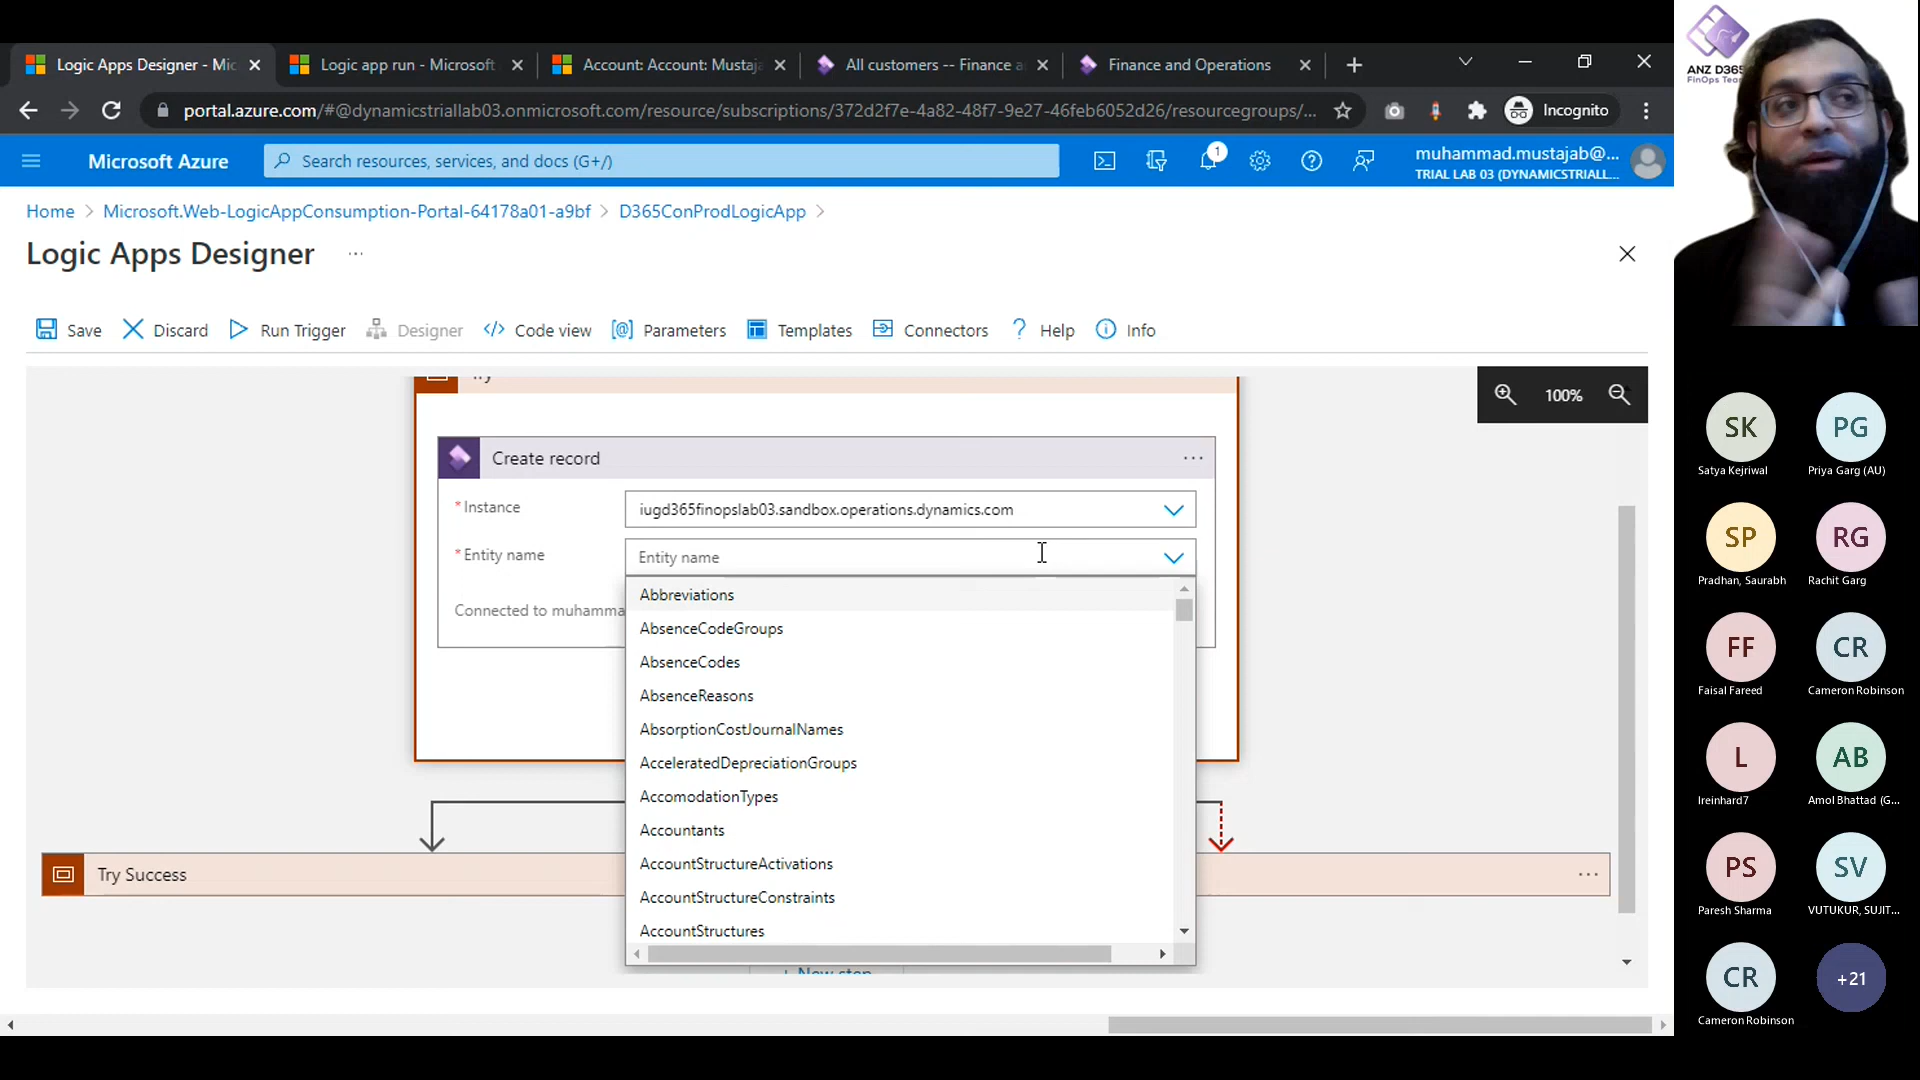 Logic Apps Designer - Mic
Logic app run - Microsoft
Account: Account: Mustaja
All customers -- Finance a
Finance and Operations
portal.azure.com/#@dynamicstriallab03.onmicrosoft.com/resource/subscriptions/372d2f7e-4a82-48f7-9e27-46feb6052d26/resourcegroups/...
Incognito
Microsoft Azure
Search resources, services, and docs (G+/)
1
muhammad.mustajab@...
TRIAL LAB 03 (DYNAMICSTRIALL...
Home > Microsoft.Web-LogicAppConsumption-Portal-64178a01-a9bf > D365ConProdLogicApp >
Logic Apps Designer ...
Save
Discard
Run Trigger
Designer
Code view
Parameters
Templates
Connectors
Help
Info
100%
Try
Create record
* Instance
iugd365finopslab03.sandbox.operations.dynamics.com
* Entity name
Entity name
Connected to muhamma
Abbreviations
AbsenceCodeGroups
AbsenceCodes
AbsenceReasons
AbsorptionCostJournalNames
AcceleratedDepreciationGroups
AccomodationTypes
Accountants
AccountStructureActivations
AccountStructureConstraints
AccountStructures
Try Success
+ New step
ANZ D365
FinOps Tea
SK
Satya Kejriwal
PG
Priya Garg (AU)
SP
Pradhan, Saurabh
RG
Rachit Garg
FF
Faisal Fareed
CR
Cameron Robinson
L
lreinhard7
AB
Amol Bhattad (G...
PS
Paresh Sharma
SV
VUTUKUR, SUJIT...
CR
Cameron Robinson
+21